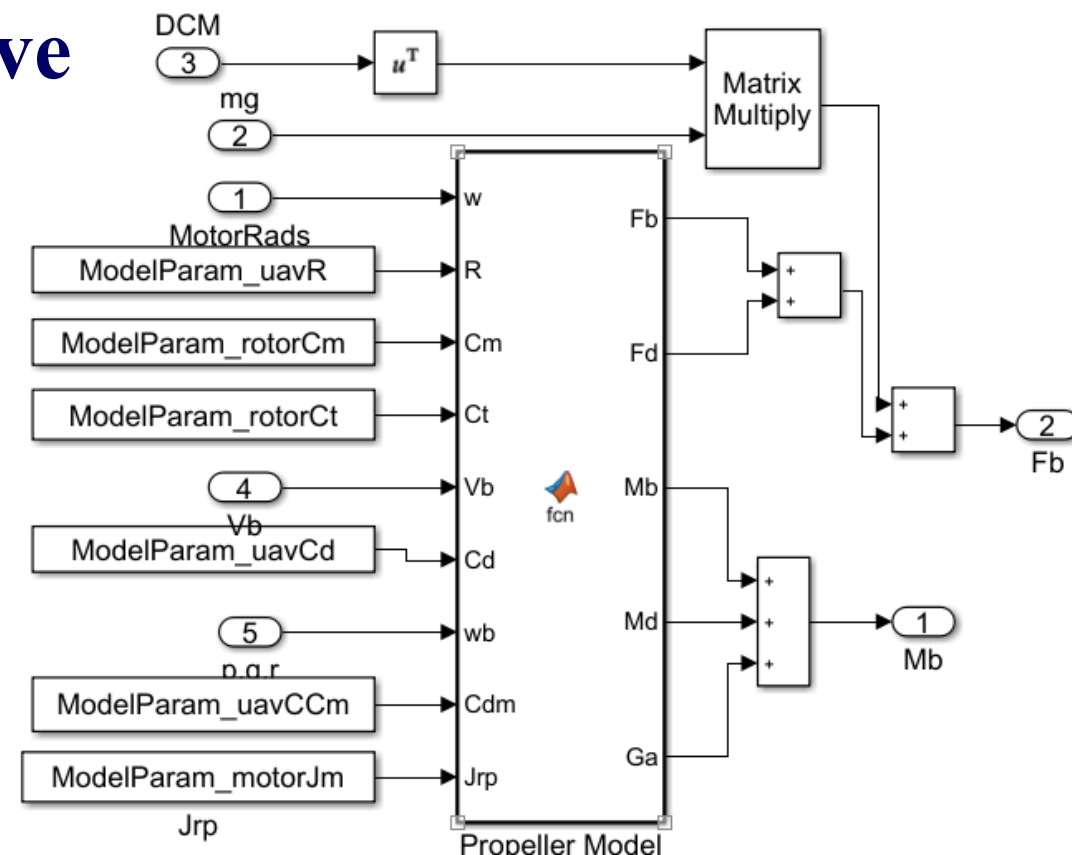 ve
DCM
3
u^T
Matrix
Multiply
mg
2
1
MotorRads
ModelParam_uavR
ModelParam_rotorCm
ModelParam_rotorCt
4
Vb
ModelParam_uavCd
5
p,q,r
ModelParam_uavCCm
ModelParam_motorJm
Jrp
w
R
Cm
Ct
Vb
Cd
wb
Cdm
Jrp
fcn
Fb
Fd
Mb
Md
Ga
Propeller Model
+
+
+
+
2
Fb
+
+
+
1
Mb